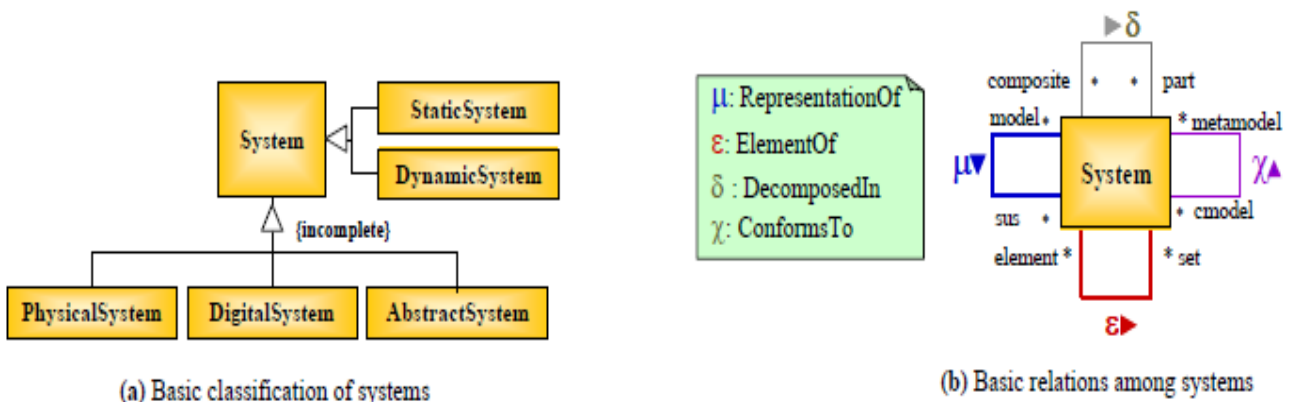 System
StaticSystem
DynamicSystem
{incomplete}
PhysicalSystem
DigitalSystem
AbstractSystem
(a) Basic classification of systems
μ: RepresentationOf
ε: ElementOf
δ : DecomposedIn
χ: ConformsTo
▶δ
composite * * part
model * * metamodel
μ▼ System χ▲
sus * * cmodel
element * * set
ε▶
(b) Basic relations among systems